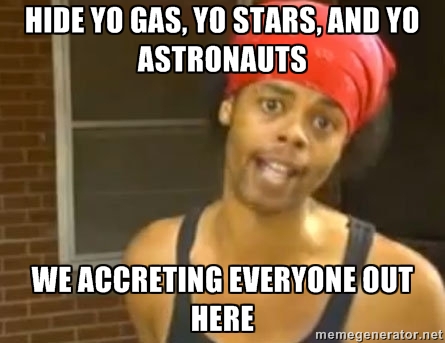 HIDE YO GAS, YO STARS, AND YO
ASTRONAUTS
WE ACCRETING EVERYONE OUT
HERE
memegenerator.net